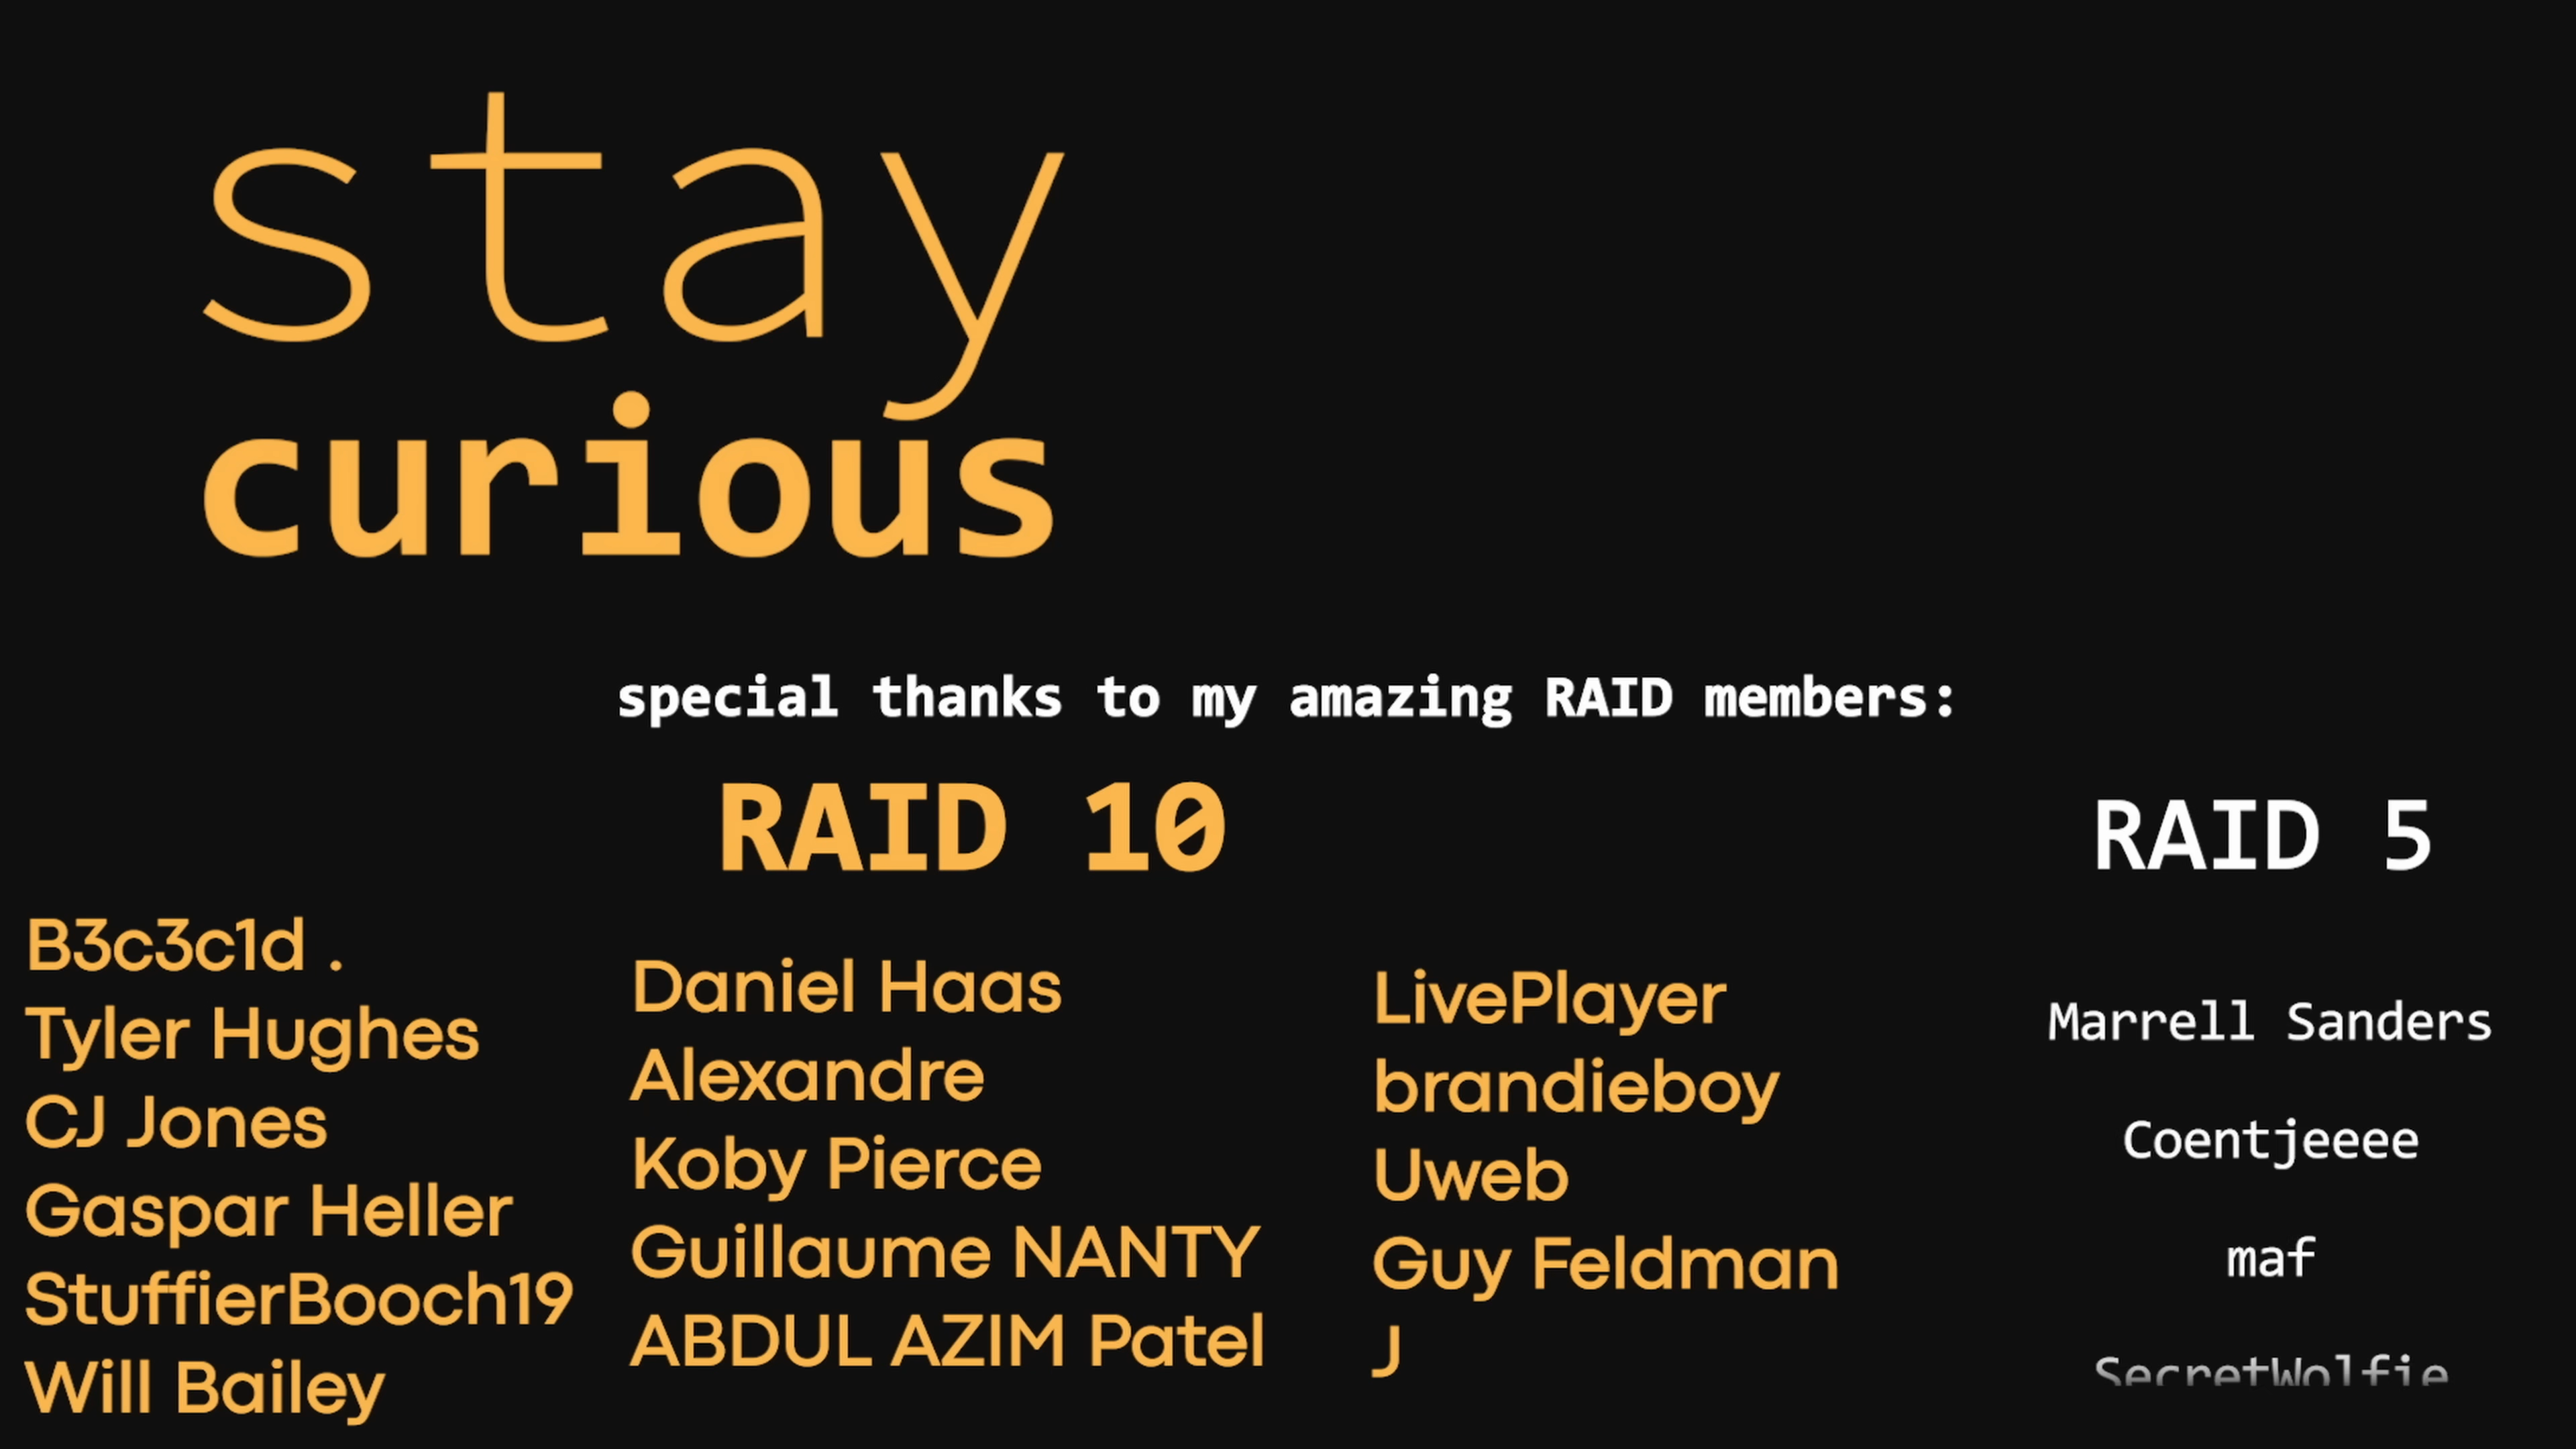 stay
curious
special thanks to my amazing RAID members:
RAID 10
B3c3c1d .
Tyler Hughes
CJ Jones
Gaspar Heller
StuffierBooch19
Will Bailey
Daniel Haas
Alexandre
Koby Pierce
Guillaume NANTY
ABDUL AZIM Patel
LivePlayer
brandieboy
Uweb
Guy Feldman
J
RAID 5
Marrell Sanders
Coentjeeee
maf
SecretWolfie